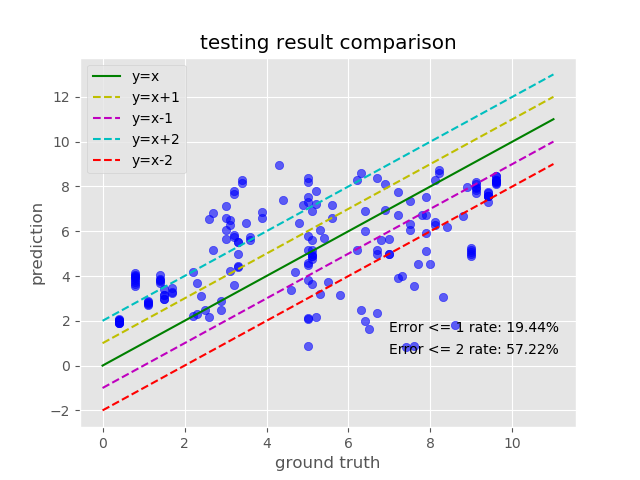 testing result comparison
y=x
y=x+1
y=x-1
y=x+2
y=x-2
12
10
8
6
4
2
0
−2
prediction
Error <= 1 rate: 19.44%
Error <= 2 rate: 57.22%
0 2 4 6 8 10
ground truth